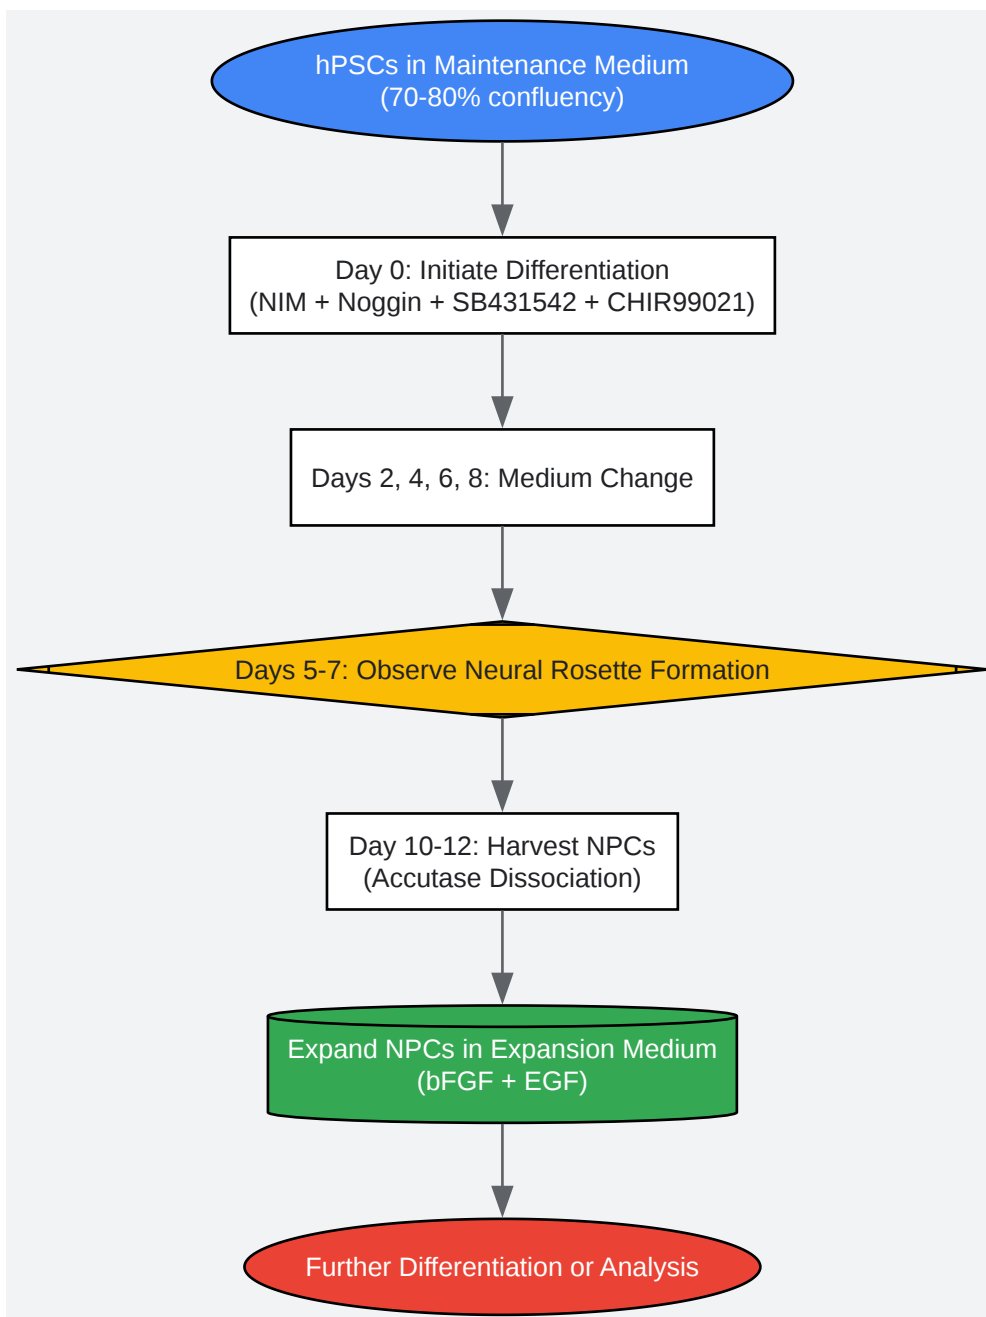 hPSCs in Maintenance Medium
(70-80% confluency)
Day 0: Initiate Differentiation
(NIM + Noggin + SB431542 + CHIR99021)
Days 2, 4, 6, 8: Medium Change
Days 5-7: Observe Neural Rosette Formation
Day 10-12: Harvest NPCs
(Accutase Dissociation)
Expand NPCs in Expansion Medium
(bFGF + EGF)
Further Differentiation or Analysis